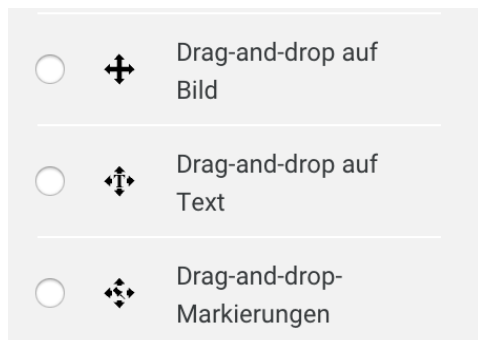 Drag-and-drop auf
Bild
Drag-and-drop auf
Text
Drag-and-drop-
Markierungen